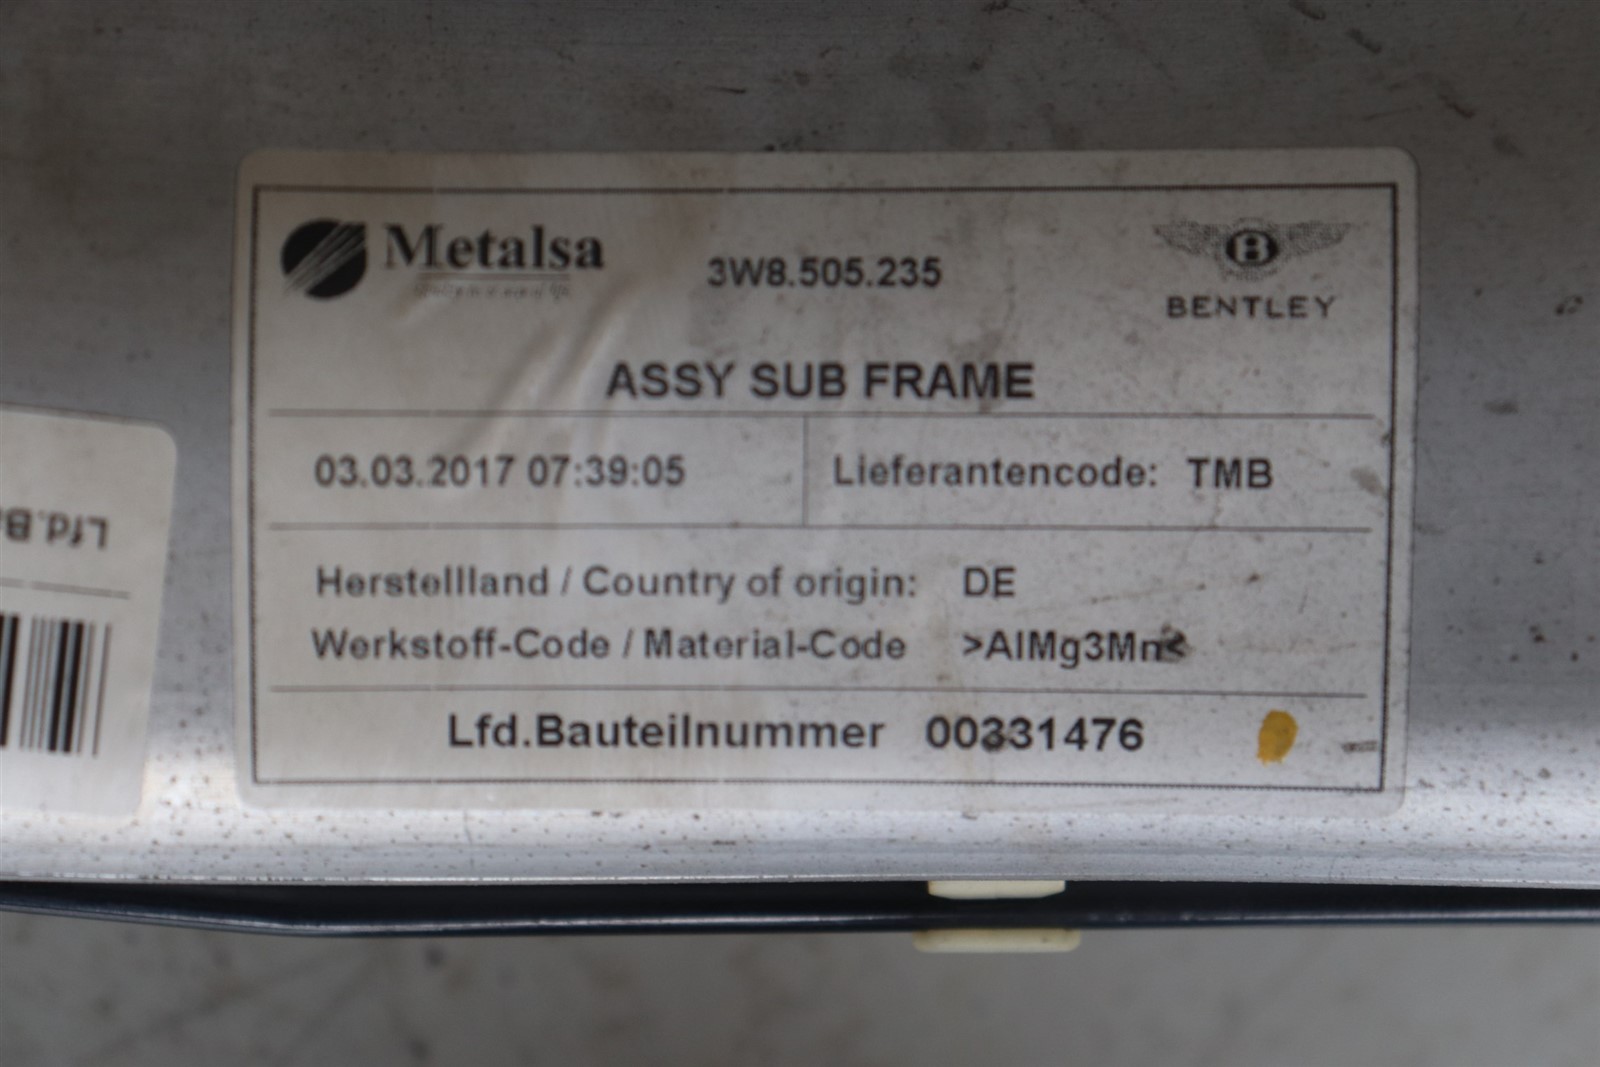 Metalsa
3W8.505.235
B
BENTLEY
ASSY SUB FRAME
03.03.2017 07:39:05
Lieferantencode: TMB
Herstellland / Country of origin: DE
Werkstoff-Code / Material-Code >AlMg3Mn<
Lfd.Bauteilnummer 00331476
Lfd.B